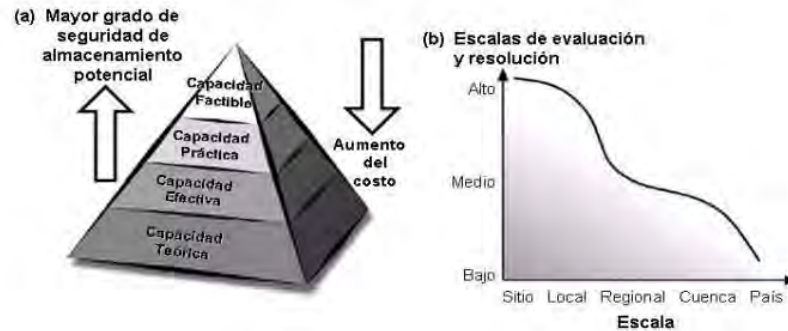 (a) Mayor grado de
seguridad de
almacenamiento
potencial
Capacidad
Factible
Capacidad
Práctica
Capacidad
Efectiva
Capacidad
Teórica
Aumento
del
costo
(b) Escalas de evaluación
y resolución
Alto
Medio
Bajo
Sitio Local Regional Cuenca País
Escala